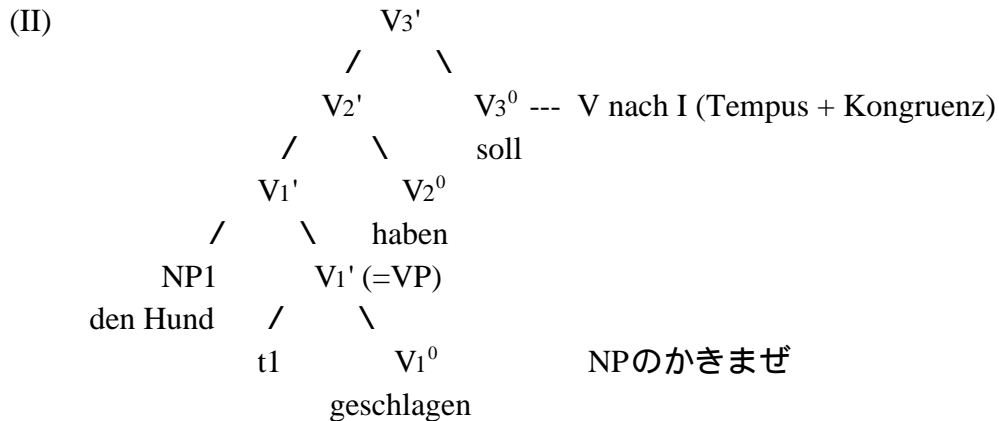 (II) V3'
/ \
V2' V3⁰ --- V nach I (Tempus + Kongruenz)
/ \ soll
V1' V2⁰
/ \ haben
NP1 V1' (=VP)
den Hund / \
t1 V1⁰ NPのかきまぜ
geschlagen